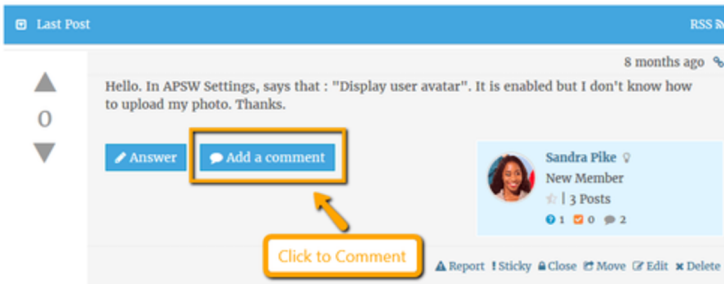 Last Post
RSS
8 months ago
Hello. In APSW Settings, says that : "Display user avatar". It is enabled but I don't know how
to upload my photo. Thanks.
0
Answer
Add a comment
Sandra Pike
New Member
| 3 Posts
1 0 2
Click to Comment
Report Sticky Close Move Edit Delete